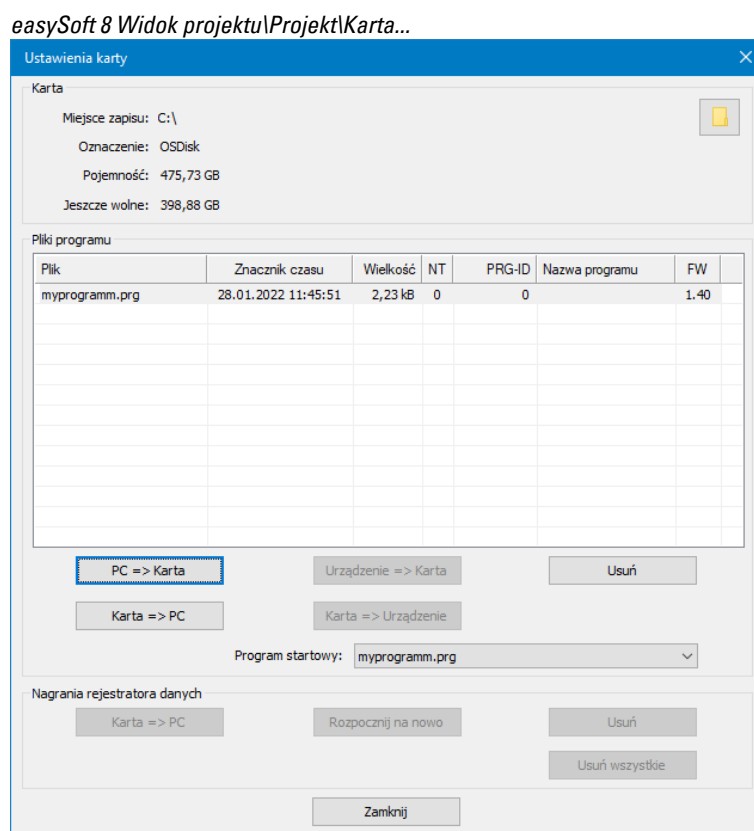 easySoft 8 Widok projektu\Projekt\Karta...
Ustawienia karty
Karta
Miejsce zapisu: C:\
Oznaczenie: OSDisk
Pojemność: 475,73 GB
Jeszcze wolne: 398,88 GB
Pliki programu
Plik Znacznik czasu Wielkość NT PRG-ID Nazwa programu FW
myprogramm.prg 28.01.2022 11:45:51 2,23 kB 0 0 1.40
PC => Karta Urządzenie => Karta Usuń
Karta => PC Karta => Urządzenie
Program startowy: myprogramm.prg
Nagrania rejestratora danych
Karta => PC Rozpocznij na nowo Usuń
Usuń wszystkie
Zamknij